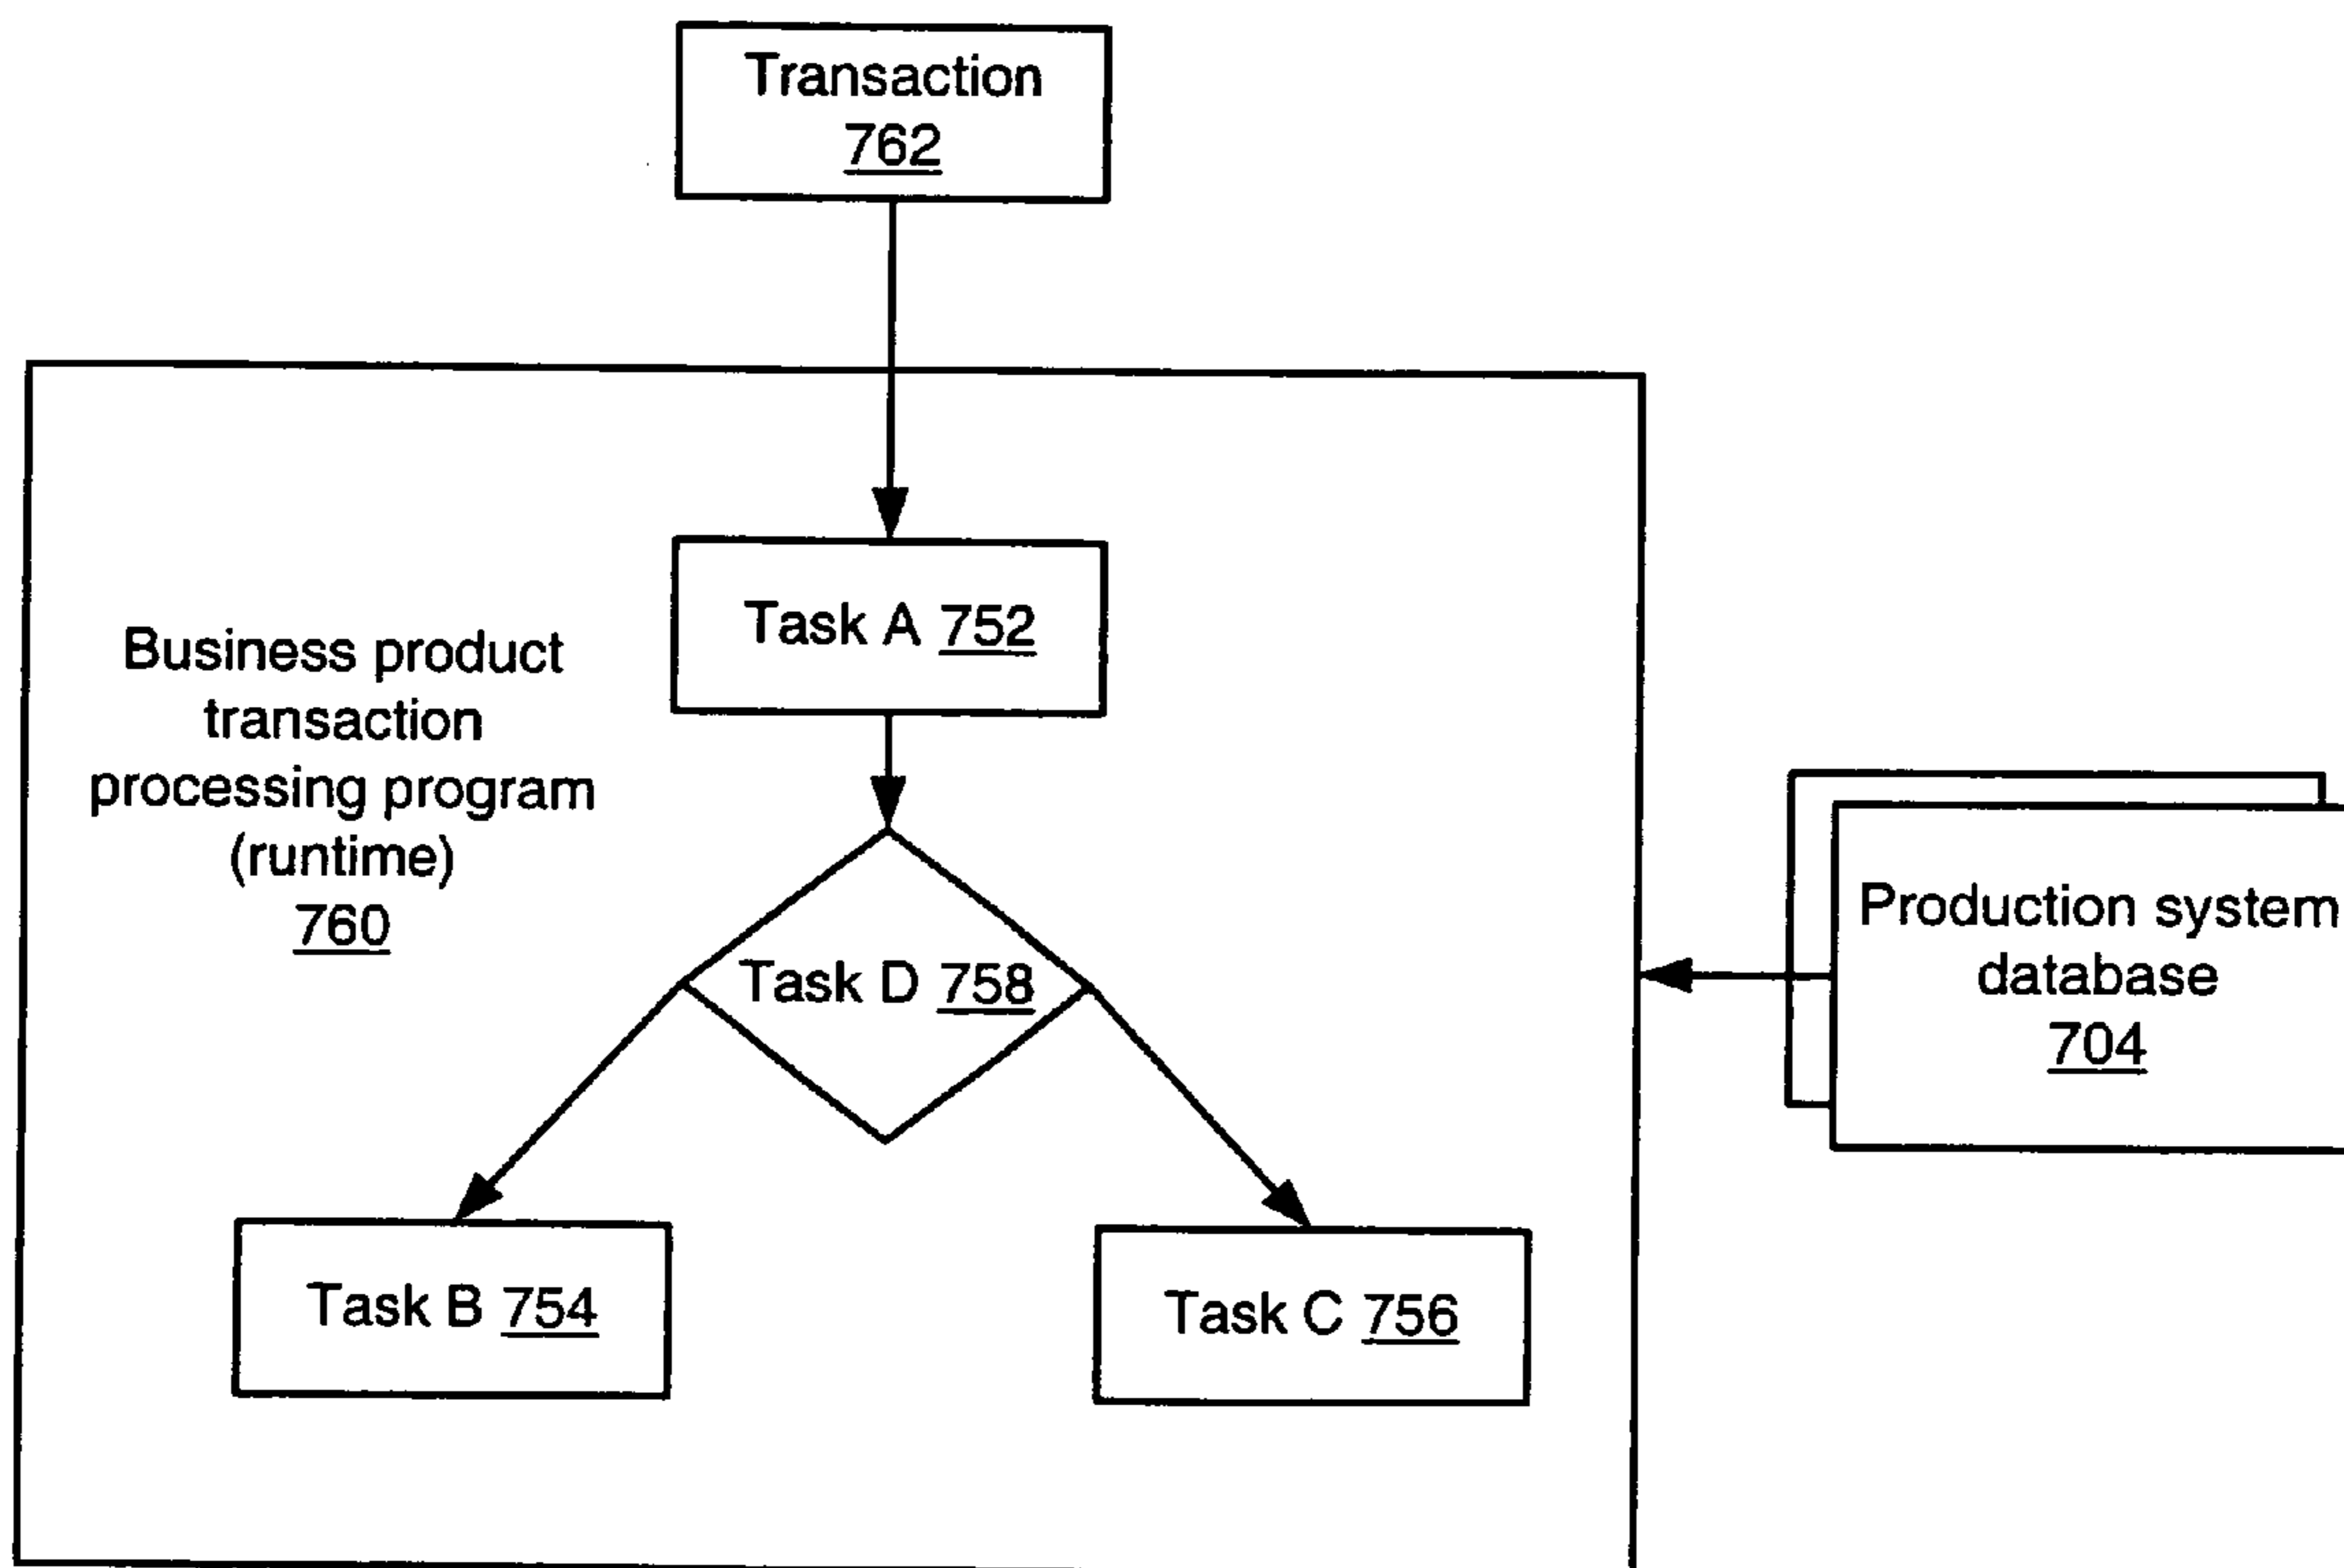 Transaction
762
Task A 752
Business product
transaction
processing program
(runtime)
760
Task D 758
Production system
database
704
Task B 754
Task C 756